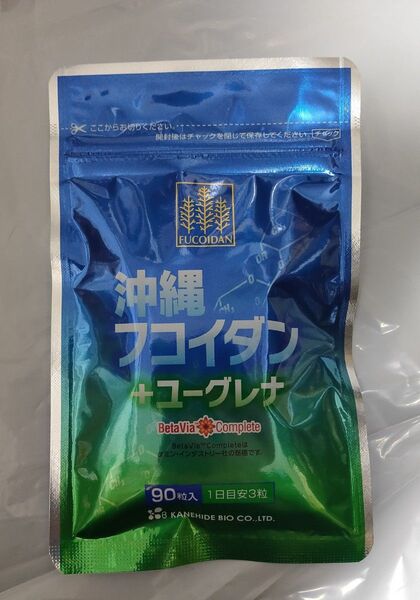 ここからお切りください。
開封後はチャックを閉じて保存してください。 チャック
FUCOIDAN
沖縄
フコイダン
+ユーグレナ
BetaVia Complete
BetaVia™ Completeは
ケミン・インダストリー社の商標です。
90粒入 1日目安3粒
KANEHIDE BIO CO.,LTD.